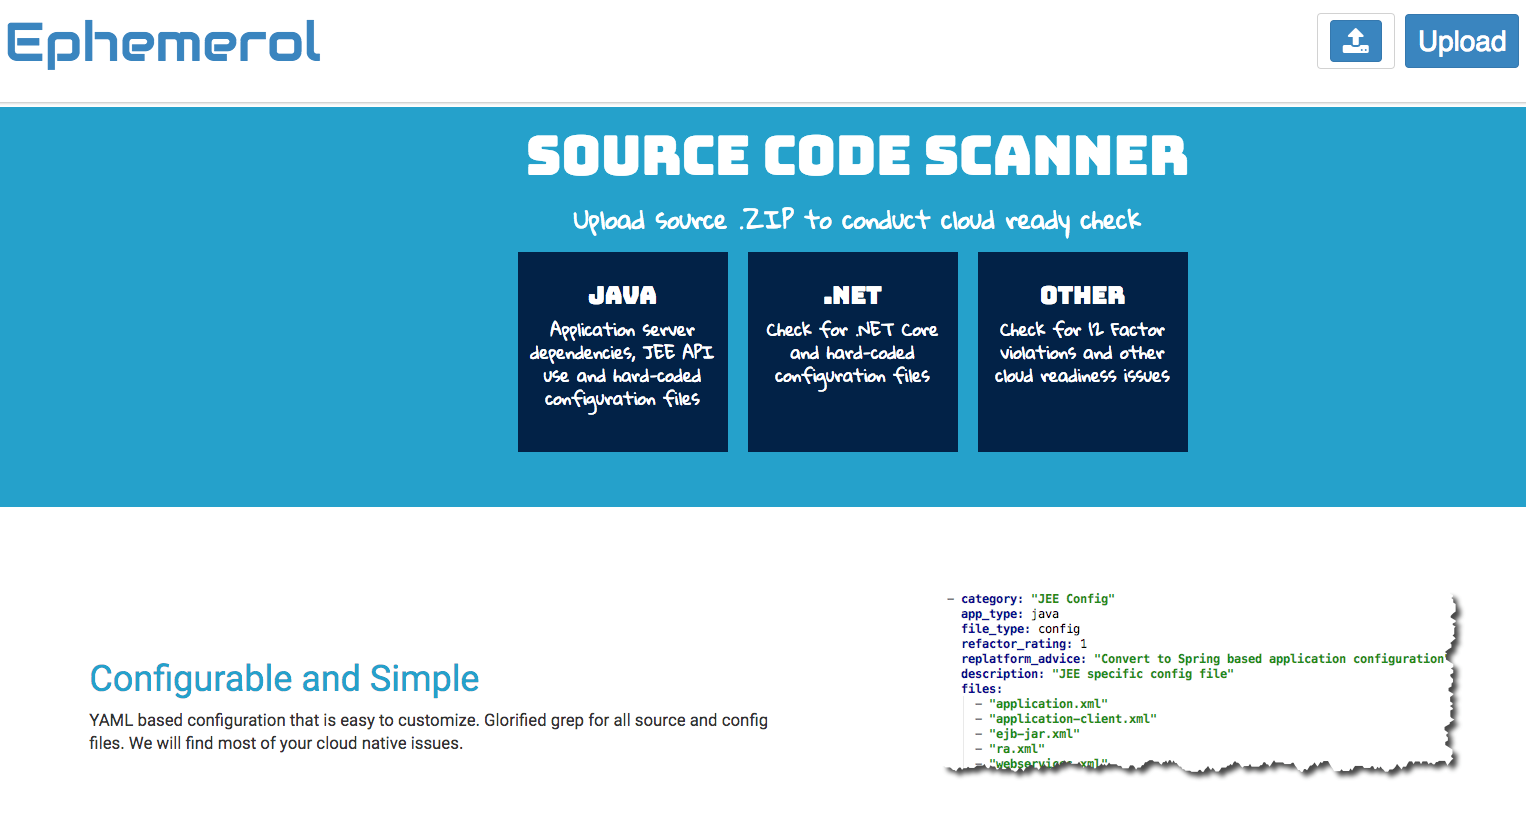 Ephemerol
Upload
SOURCE CODE SCANNER
Upload source .ZIP to conduct cloud ready check
JAVA
Application server
dependencies, JEE API
use and hard-coded
configuration files
.NET
Check for .NET Core
and hard-coded
configuration files
OTHER
Check for 12 Factor
violations and other
cloud readiness issues
Configurable and Simple
YAML based configuration that is easy to customize. Glorified grep for all source and config
files. We will find most of your cloud native issues.
- category: "JEE Config"
app_type: java
file_type: config
refactor_rating: 1
replatform_advice: "Convert to Spring based application configuration
description: "JEE specific config file"
files:
- "application.xml"
- "application-client.xml"
- "ejb-jar.xml"
- "ra.xml"
- "webservices.xml"